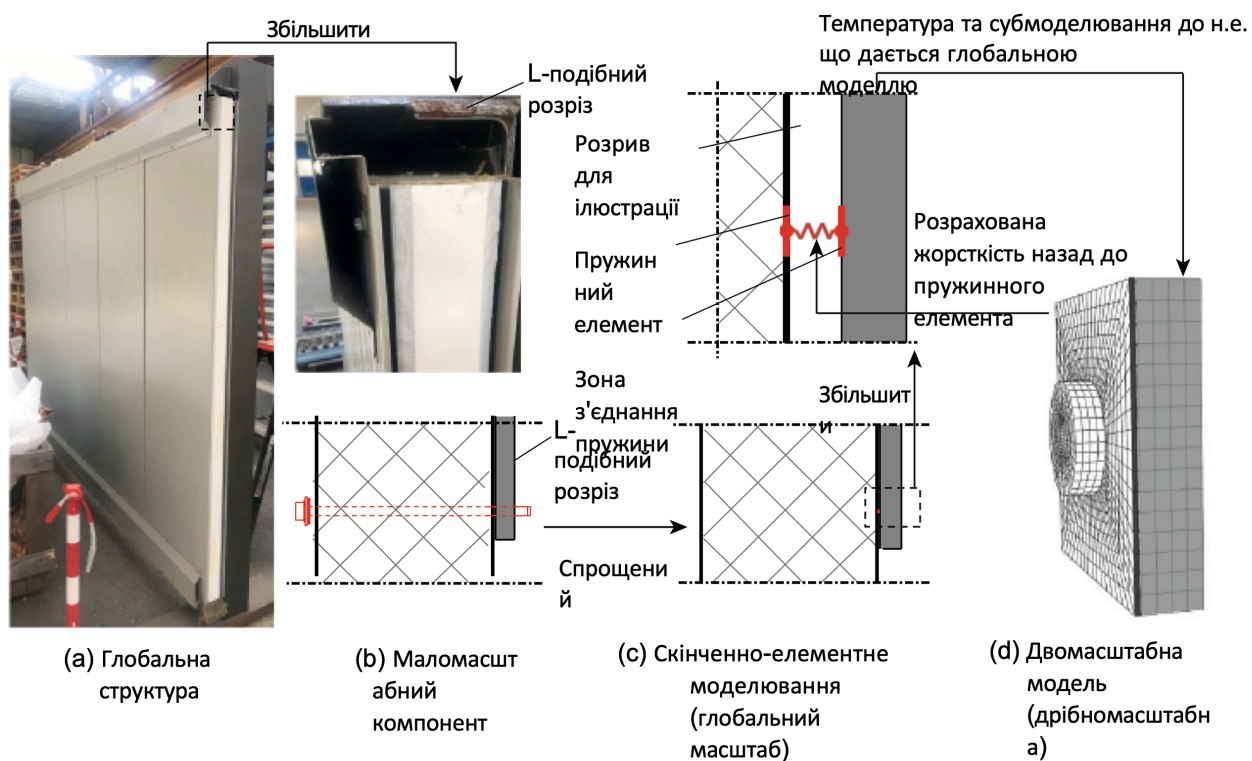 Збільшити
L-подібний
розріз
Температура та субмоделювання до н.е.
що дається глобальною
моделлю
Розрив
для
ілюстрації
Пружин
ний
елемент
Розрахована
жорсткість назад до
пружинного
елемента
Зона
з'єднання
пружини
L-
подібний
розріз
Збільшит
и
Спрощени
й
(a) Глобальна
структура
(b) Маломасшт
абний
компонент
(c) Скінченно-елементне
моделювання
(глобальний
масштаб)
(d) Двомасштабна
модель
(дрібномасштабн
а)